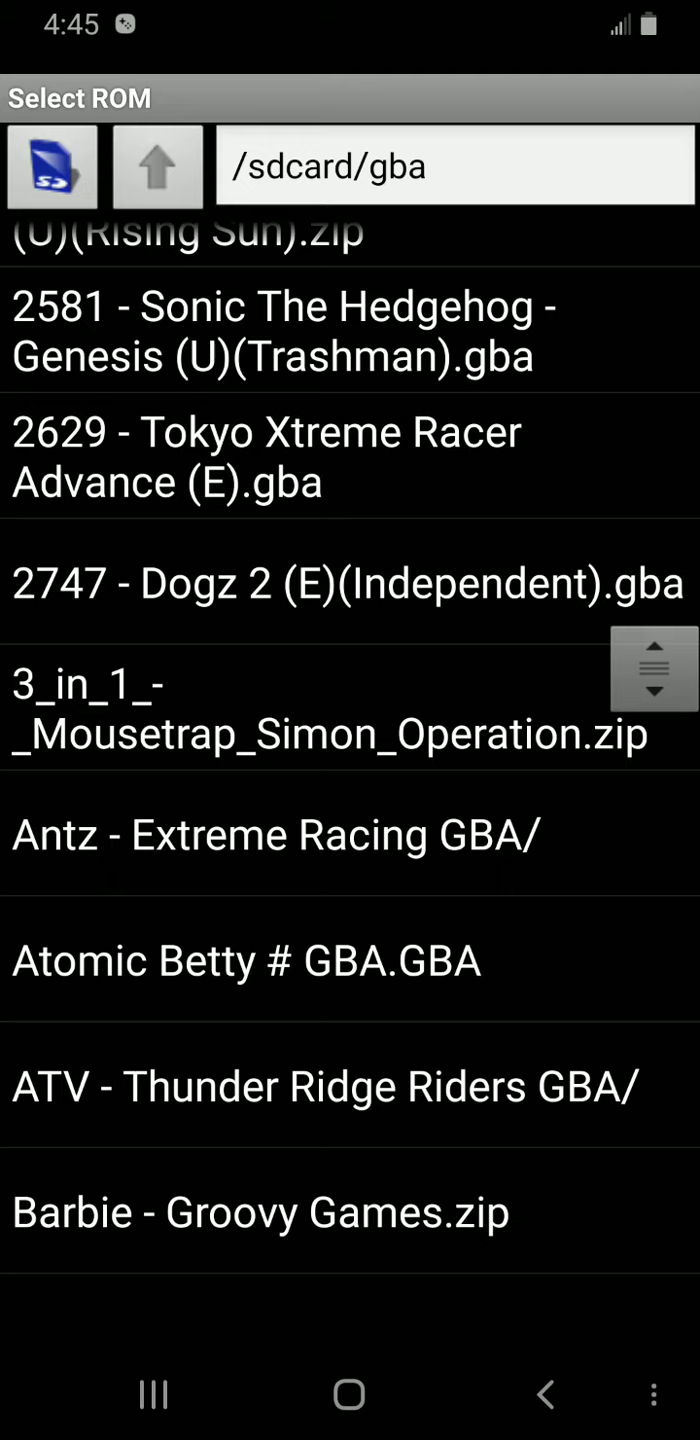 4:45
Select ROM
SD
/sdcard/gba
(U)(Rising Sun).zip
2581 - Sonic The Hedgehog -
Genesis (U)(Trashman).gba
2629 - Tokyo Xtreme Racer
Advance (E).gba
2747 - Dogz 2 (E)(Independent).gba
3_in_1_-
_Mousetrap_Simon_Operation.zip
Antz - Extreme Racing GBA/
Atomic Betty # GBA.GBA
ATV - Thunder Ridge Riders GBA/
Barbie - Groovy Games.zip